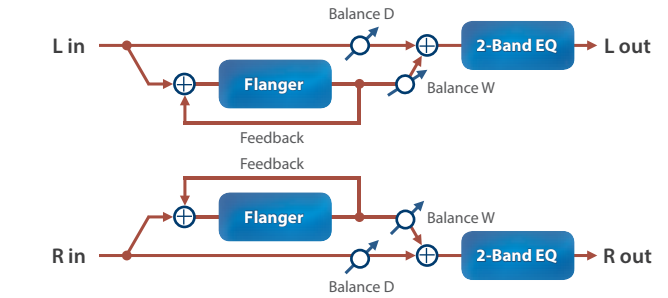 Balance D
L in
2-Band EQ
L out
Flanger
Balance W
Feedback
Feedback
Flanger
Balance W
R in
2-Band EQ
R out
Balance D